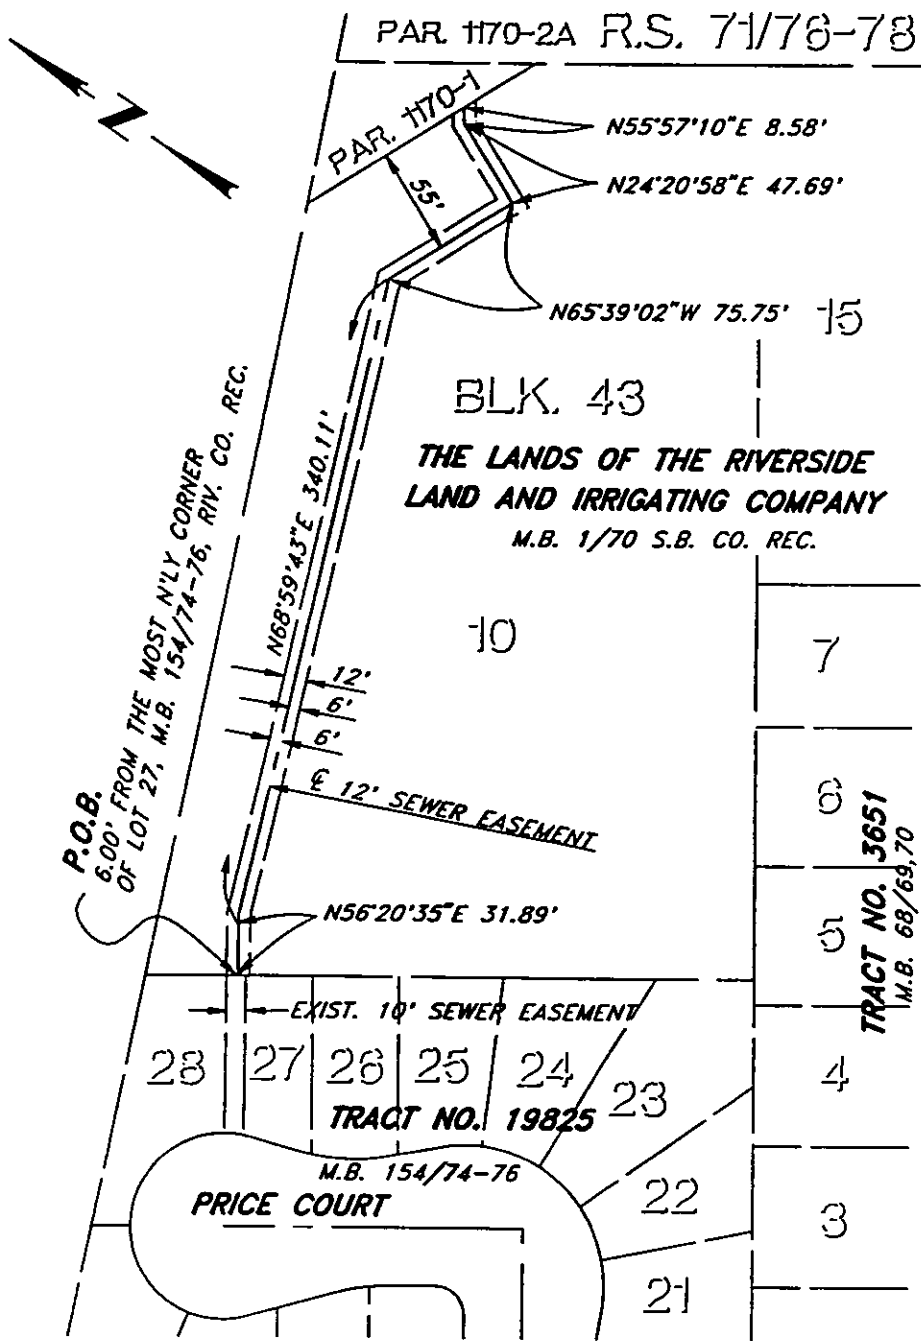 PAR. 1170-2A R.S. 71/76-78
N
PAR. 1170-1
N55°57'10"E 8.58'
N24°20'58"E 47.69'
55'
N65°39'02"W 75.75'
15
BLK. 43
THE LANDS OF THE RIVERSIDE
LAND AND IRRIGATING COMPANY
M.B. 1/70 S.B. CO. REC.
N68°59'43"E 340.11'
10
7
12'
6'
6'
P.O.B.
6.00' FROM THE MOST N'LY CORNER
OF LOT 27, M.B. 154/74-76, RIV. CO. REC.
℄ 12' SEWER EASEMENT
6
TRACT NO. 3651
M.B. 68/69,70
N56°20'35"E 31.89'
5
EXIST. 10' SEWER EASEMENT
28
27
26
25
24
23
4
TRACT NO. 19825
M.B. 154/74-76
PRICE COURT
22
3
21